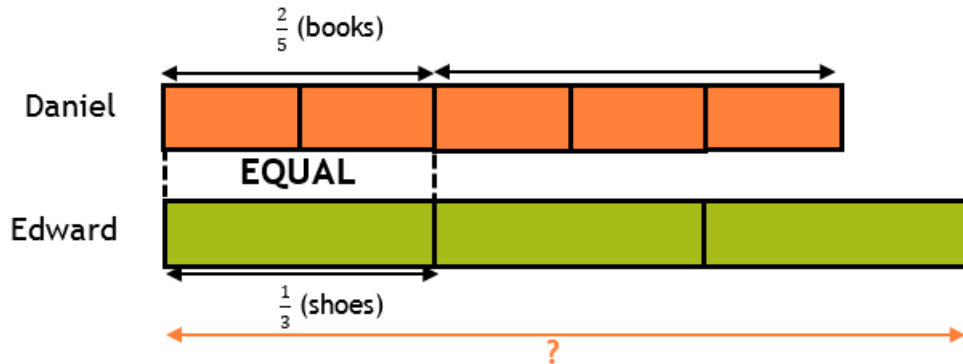 2/5 (books)
Daniel
EQUAL
Edward
1/3 (shoes)
?